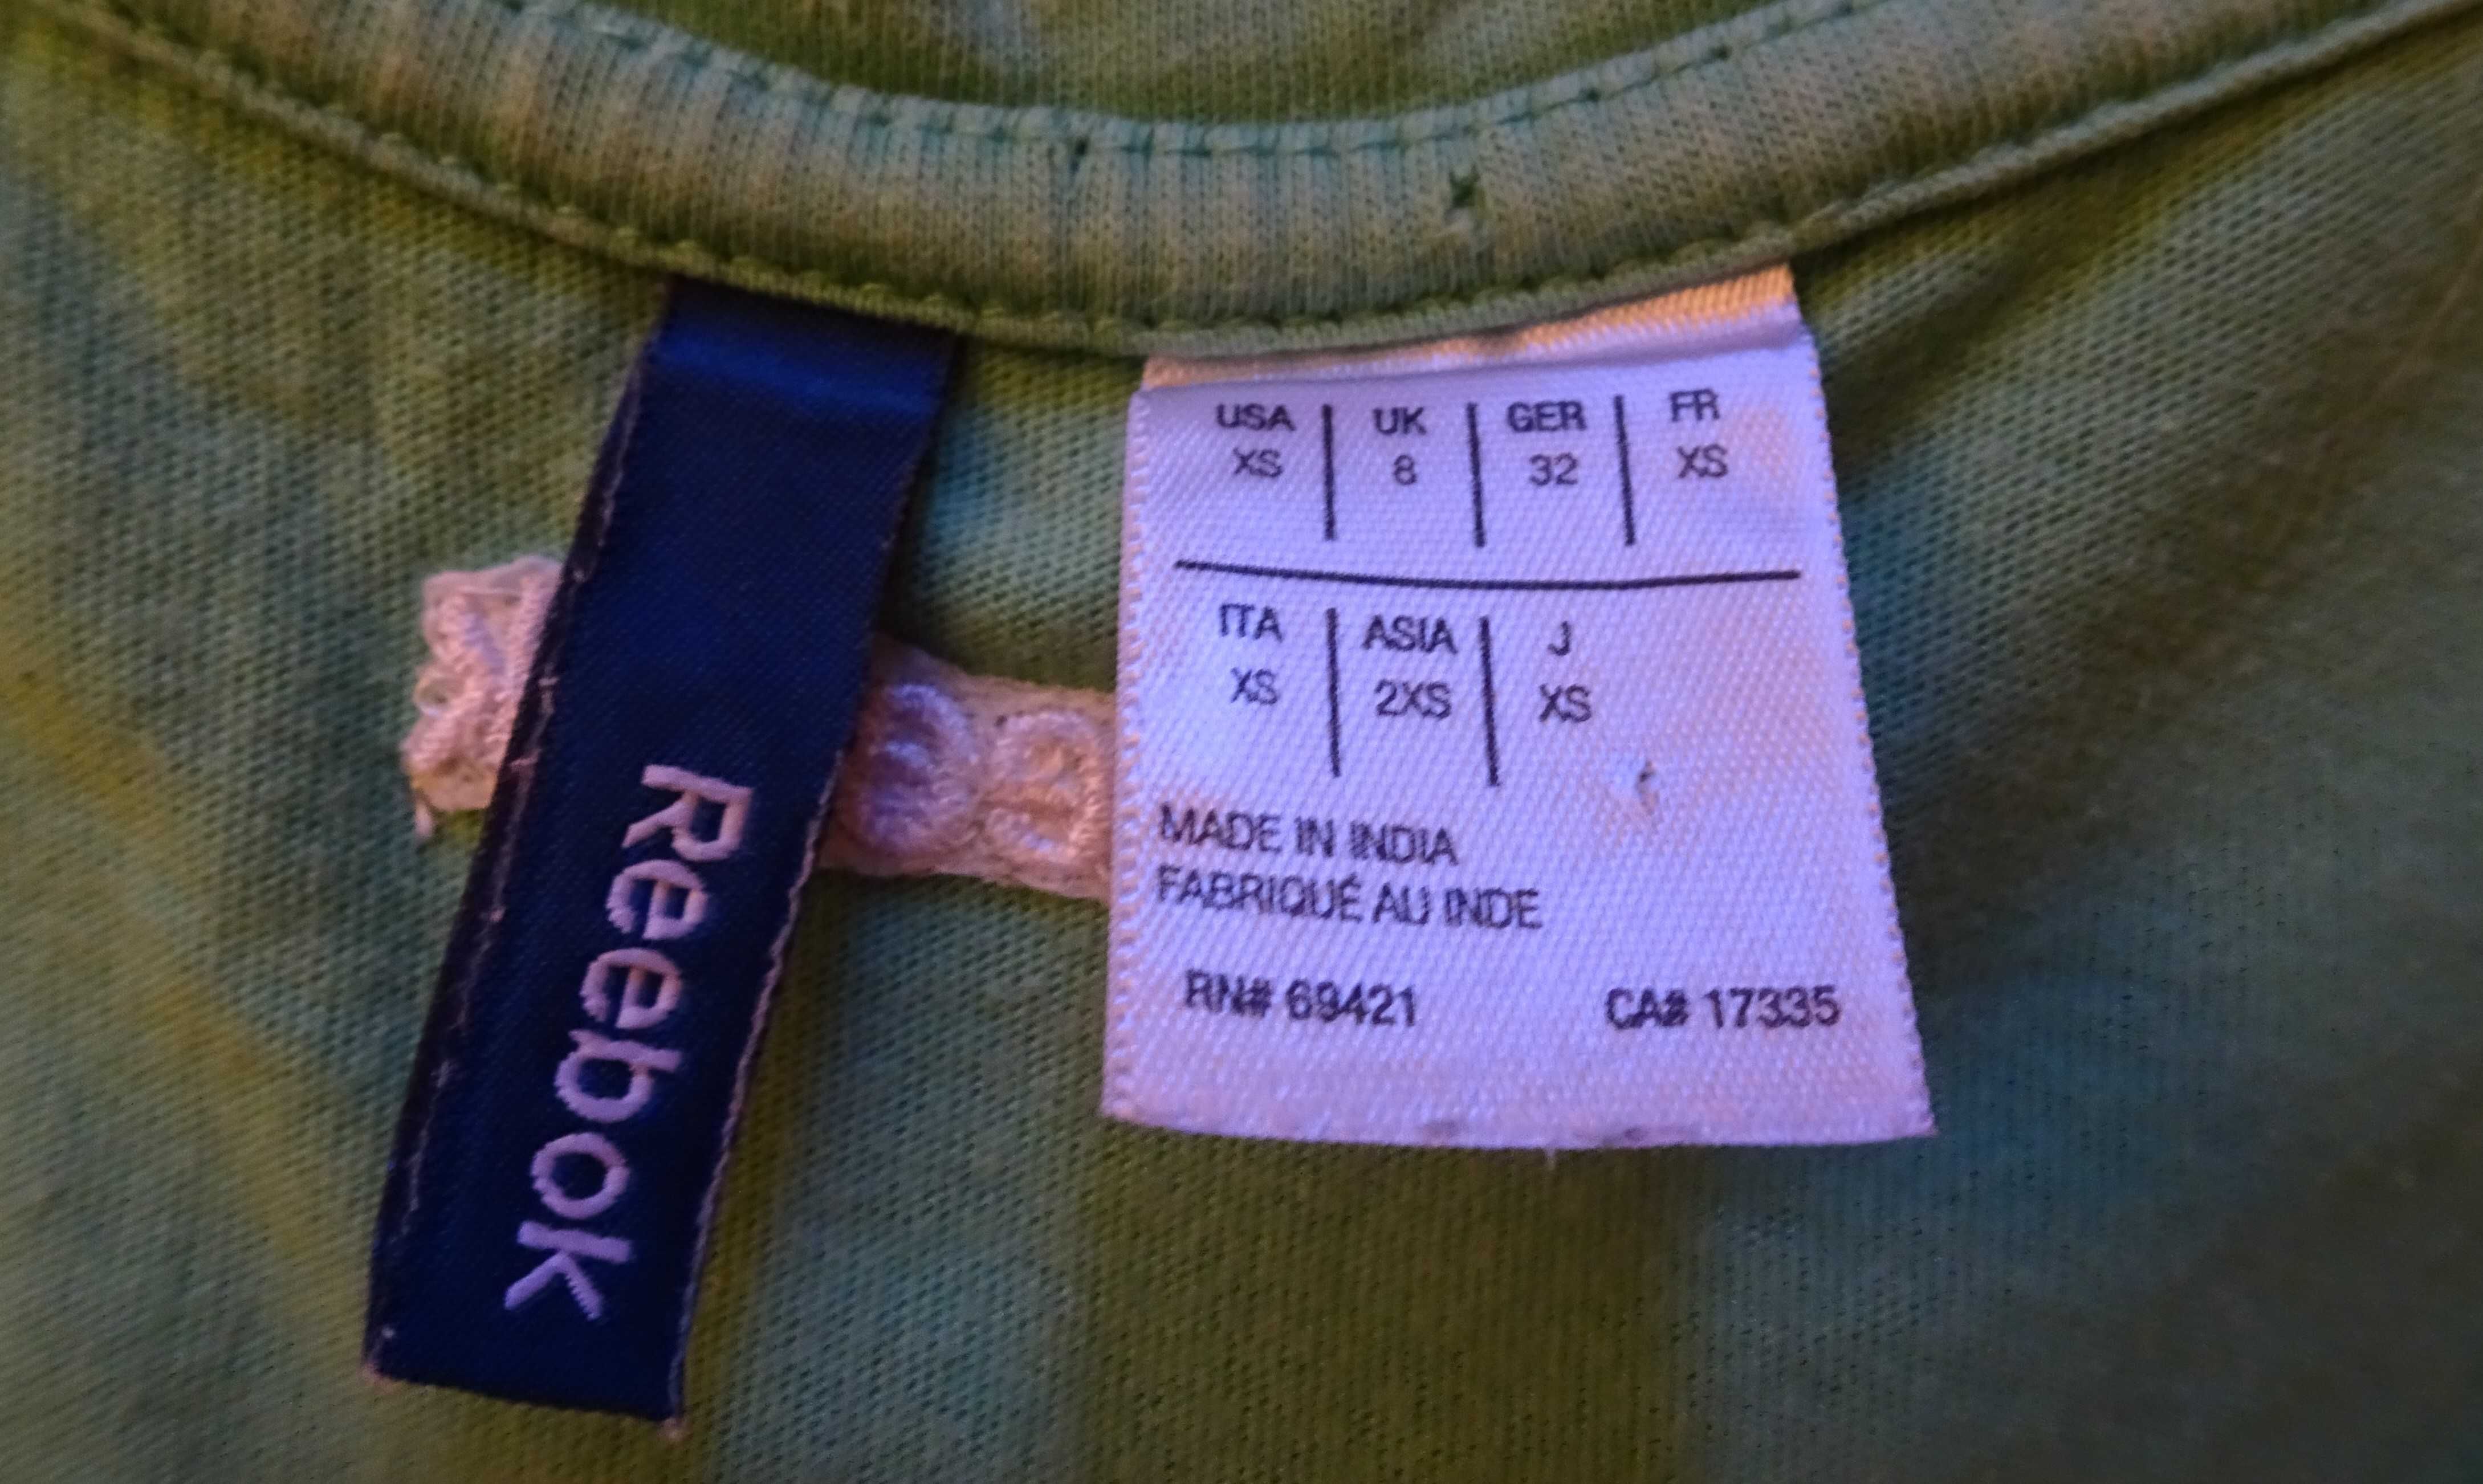 Reebok
USA UK GER FR
XS 8 32 XS
ITA ASIA J
XS 2XS XS
MADE IN INDIA
FABRIQUÉ AU INDE
RN# 69421 CA# 17335